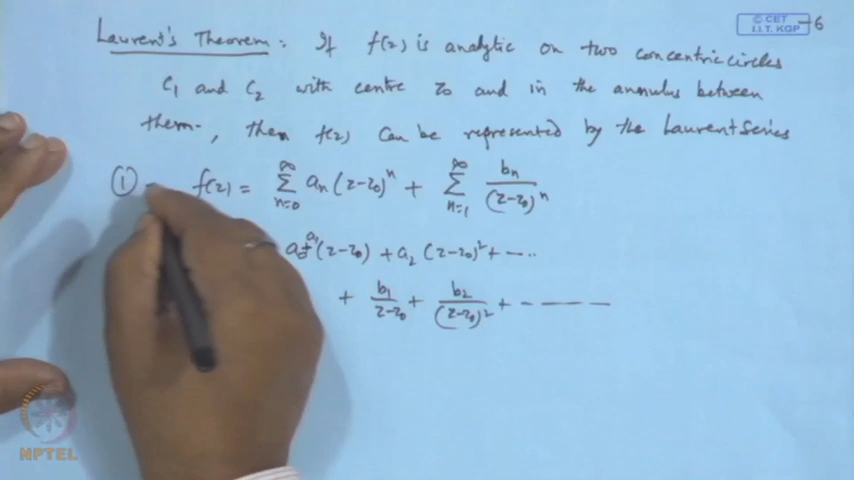 © CET
I.I.T. KGP
-6
Laurent's Theorem : If f(z) is analytic on two concentric circles
C₁ and C₂ with centre z₀ and in the annulus between
them , then f(z) can be represented by the Laurent Series
① - f(z) = ∑_{n=0}^{∞} aₙ (z-z₀)ⁿ + ∑_{n=1}^{∞} bₙ/(z-z₀)ⁿ
a₀ + a₁ (z-z₀) + a₂ (z-z₀)² + ----
+ b₁/(z-z₀) + b₂/(z-z₀)² + - — — —
NPTEL